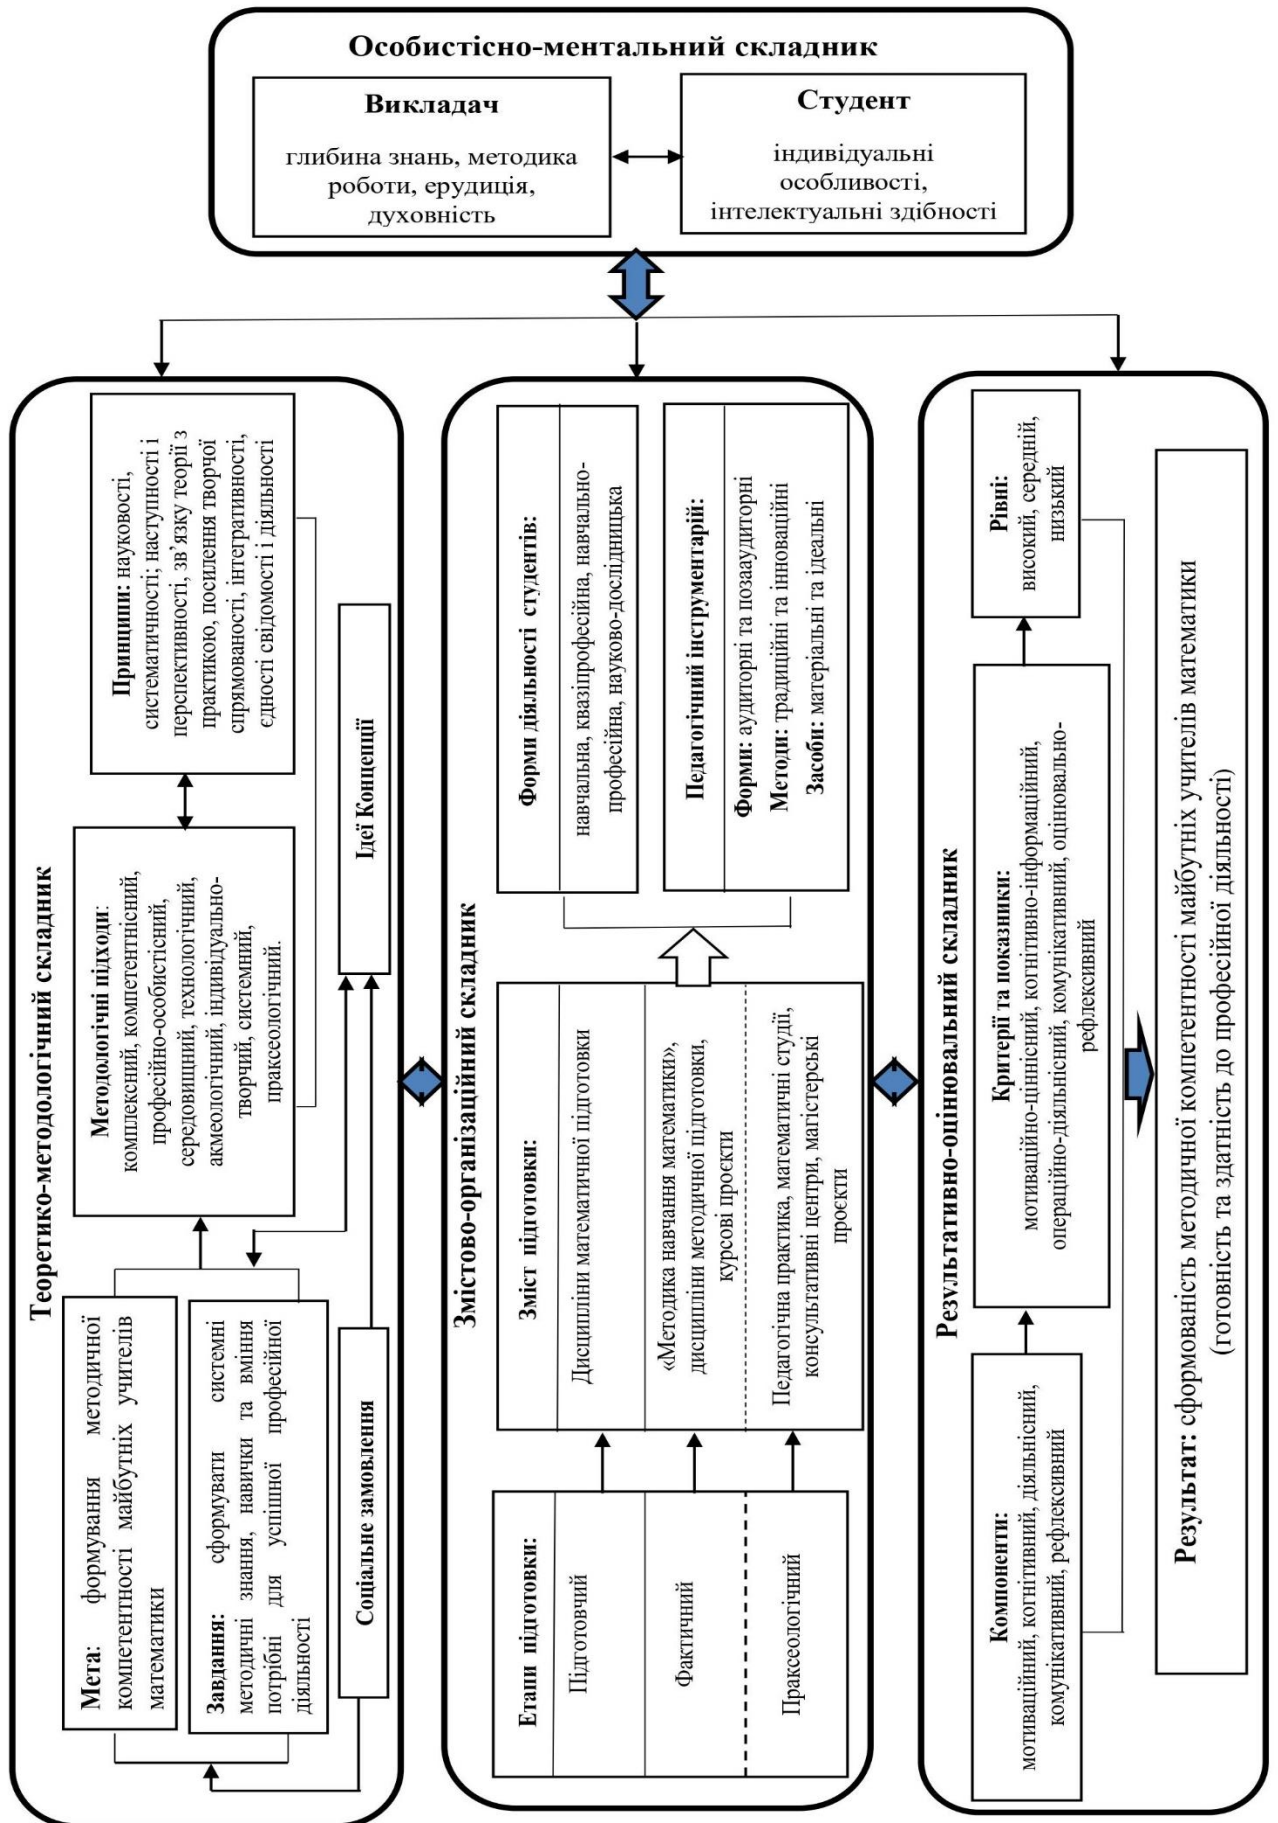 Особистісно-ментальний складник
Викладач
глибина знань, методика
роботи, ерудиція,
духовність
Студент
індивідуальні
особливості,
інтелектуальні здібності
Теоретико-методологічний складник
Мета: формування методичної
компетентності майбутніх учителів
математики
Завдання: сформувати системні
методичні знання, навички та вміння
потрібні для успішної професійної
діяльності
Соціальне замовлення
Методологічні підходи:
комплексний, компетентнісний,
професійно-особистісний,
середовищний, технологічний,
акмеологічний, індивідуально-
творчий, системний,
праксеологічний.
Принципи: науковості,
систематичності; наступності і
перспективності, зв’язку теорії з
практикою, посилення творчої
спрямованості, інтегративності,
єдності свідомості і діяльності
Ідеї Концепції
Змістово-організаційний складник
Етапи підготовки:
Підготовчий
Фактичний
Праксеологічний
Зміст підготовки:
Дисципліни математичної підготовки
«Методика навчання математики»,
дисципліни методичної підготовки,
курсові проєкти
Педагогічна практика, математичні студії,
консультативні центри, магістерські
проєкти
Форми діяльності студентів:
навчальна, квазіпрофесійна, навчально-
професійна, науково-дослідницька
Педагогічний інструментарій:
Форми: аудиторні та позааудиторні
Методи: традиційні та інноваційні
Засоби: матеріальні та ідеальні
Результативно-оцінювальний складник
Компоненти:
мотиваційний, когнітивний, діяльнісний,
комунікативний, рефлексивний
Критерії та показники:
мотиваційно-ціннісний, когнітивно-інформаційний,
операційно-діяльнісний, комунікативний, оцінювально-
рефлексивний
Рівні:
високий, середній,
низький
Результат: сформованість методичної компетентності майбутніх учителів математики
(готовність та здатність до професійної діяльності)